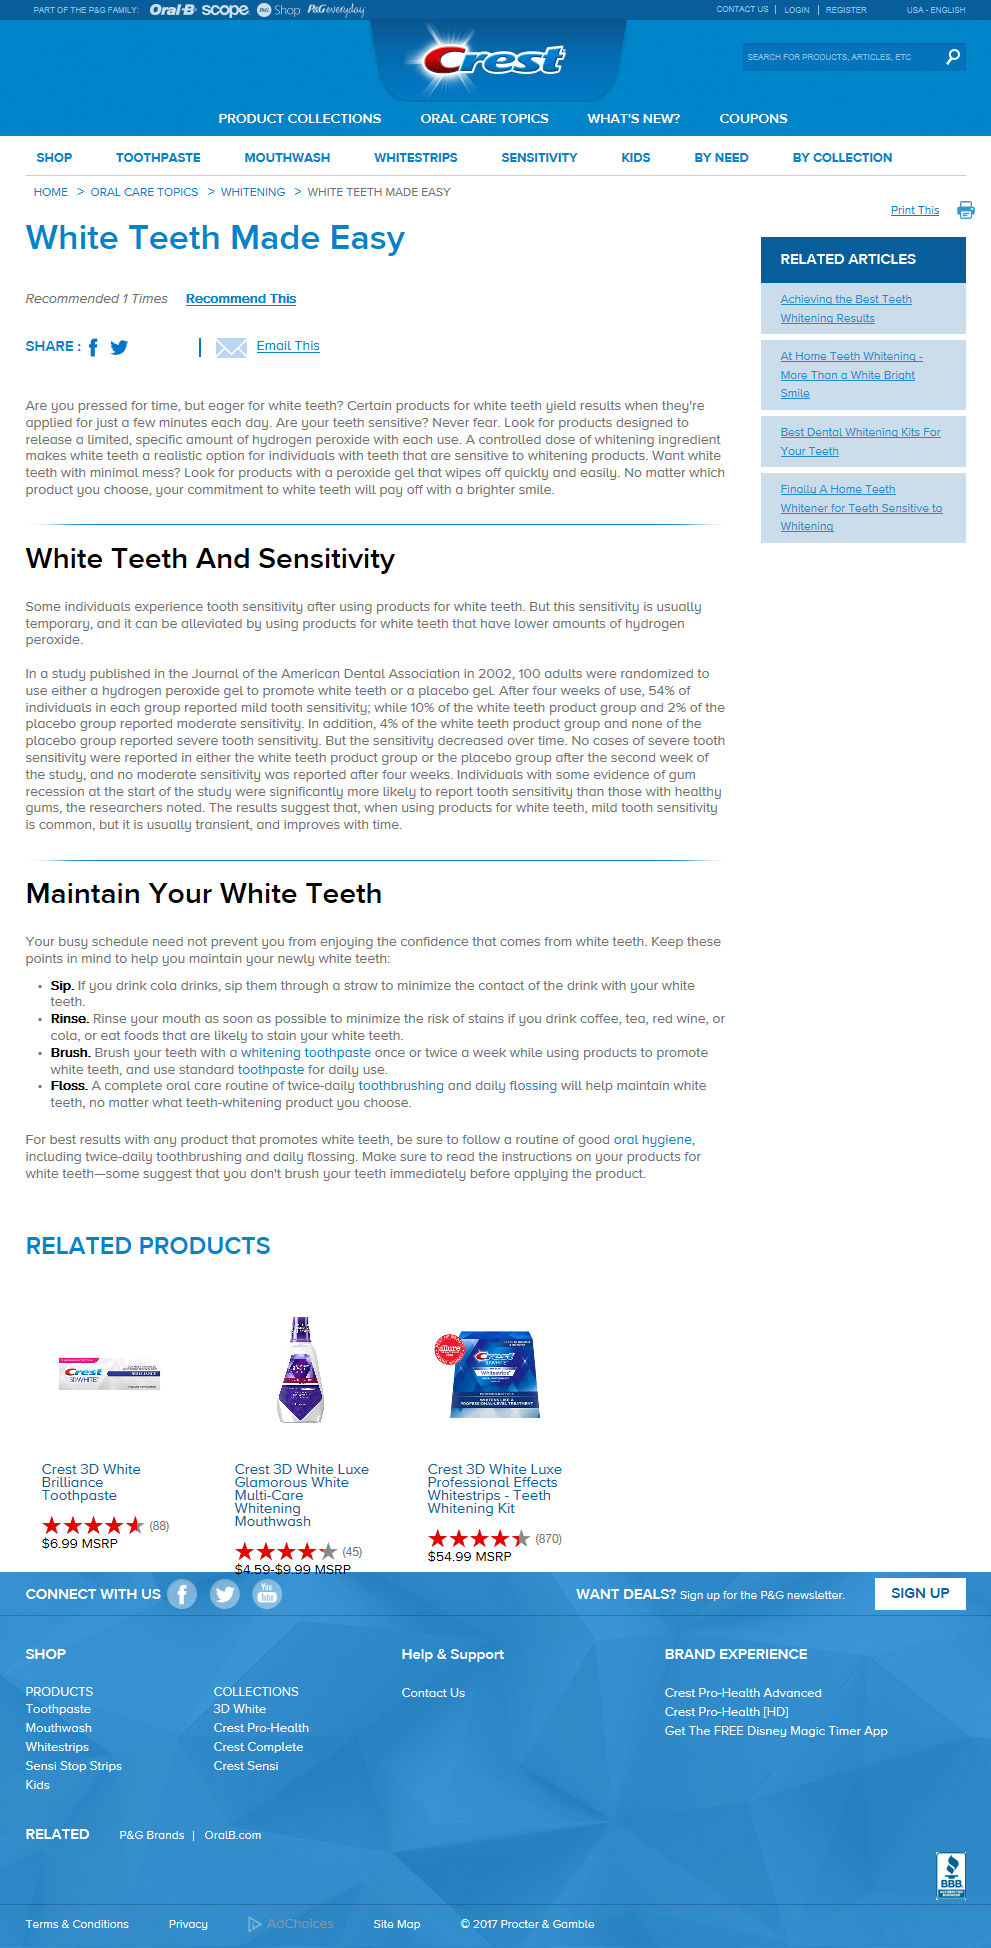 PART OF THE P&G FAMILY: Oral-B scope. P&G Shop P&G everyday
CONTACT US | LOGIN | REGISTER USA - ENGLISH
Crest
SEARCH FOR PRODUCTS, ARTICLES, ETC
PRODUCT COLLECTIONS ORAL CARE TOPICS WHAT'S NEW? COUPONS
SHOP TOOTHPASTE MOUTHWASH WHITESTRIPS SENSITIVITY KIDS BY NEED BY COLLECTION
HOME > ORAL CARE TOPICS > WHITENING > WHITE TEETH MADE EASY
Print This
White Teeth Made Easy
Recommended 1 Times Recommend This
SHARE : | Email This
Are you pressed for time, but eager for white teeth? Certain products for white teeth yield results when they're
applied for just a few minutes each day. Are your teeth sensitive? Never fear. Look for products designed to
release a limited, specific amount of hydrogen peroxide with each use. A controlled dose of whitening ingredient
makes white teeth a realistic option for individuals with teeth that are sensitive to whitening products. Want white
teeth with minimal mess? Look for products with a peroxide gel that wipes off quickly and easily. No matter which
product you choose, your commitment to white teeth will pay off with a brighter smile.
RELATED ARTICLES
Achieving the Best Teeth
Whitening Results
At Home Teeth Whitening -
More Than a White Bright
Smile
Best Dental Whitening Kits For
Your Teeth
Finally A Home Teeth
Whitener for Teeth Sensitive to
Whitening
White Teeth And Sensitivity
Some individuals experience tooth sensitivity after using products for white teeth. But this sensitivity is usually
temporary, and it can be alleviated by using products for white teeth that have lower amounts of hydrogen
peroxide.
In a study published in the Journal of the American Dental Association in 2002, 100 adults were randomized to
use either a hydrogen peroxide gel to promote white teeth or a placebo gel. After four weeks of use, 54% of
individuals in each group reported mild tooth sensitivity; while 10% of the white teeth product group and 2% of the
placebo group reported moderate sensitivity. In addition, 4% of the white teeth product group and none of the
placebo group reported severe tooth sensitivity. But the sensitivity decreased over time. No cases of severe tooth
sensitivity were reported in either the white teeth product group or the placebo group after the second week of
the study, and no moderate sensitivity was reported after four weeks. Individuals with some evidence of gum
recession at the start of the study were significantly more likely to report tooth sensitivity than those with healthy
gums, the researchers noted. The results suggest that, when using products for white teeth, mild tooth sensitivity
is common, but it is usually transient, and improves with time.
Maintain Your White Teeth
Your busy schedule need not prevent you from enjoying the confidence that comes from white teeth. Keep these
points in mind to help you maintain your newly white teeth:
• Sip. If you drink cola drinks, sip them through a straw to minimize the contact of the drink with your white
teeth.
• Rinse. Rinse your mouth as soon as possible to minimize the risk of stains if you drink coffee, tea, red wine, or
cola, or eat foods that are likely to stain your white teeth.
• Brush. Brush your teeth with a whitening toothpaste once or twice a week while using products to promote
white teeth, and use standard toothpaste for daily use.
• Floss. A complete oral care routine of twice-daily toothbrushing and daily flossing will help maintain white
teeth, no matter what teeth-whitening product you choose.
For best results with any product that promotes white teeth, be sure to follow a routine of good oral hygiene,
including twice-daily toothbrushing and daily flossing. Make sure to read the instructions on your products for
white teeth—some suggest that you don't brush your teeth immediately before applying the product.
RELATED PRODUCTS
Crest
3D WHITE
BRILLIANCE
allure
Crest
3D WHITE
Whitestrips
PROFESSIONAL-LEVEL TREATMENT
Crest 3D White
Brilliance
Toothpaste
(88)
$6.99 MSRP
Crest 3D White Luxe
Glamorous White
Multi-Care
Whitening
Mouthwash
(45)
$4.59-$9.99 MSRP
Crest 3D White Luxe
Professional Effects
Whitestrips - Teeth
Whitening Kit
(870)
$54.99 MSRP
CONNECT WITH US You Tube
WANT DEALS? Sign up for the P&G newsletter. SIGN UP
SHOP
PRODUCTS
Toothpaste
Mouthwash
Whitestrips
Sensi Stop Strips
Kids
COLLECTIONS
3D White
Crest Pro-Health
Crest Complete
Crest Sensi
Help & Support
Contact Us
BRAND EXPERIENCE
Crest Pro-Health Advanced
Crest Pro-Health [HD]
Get The FREE Disney Magic Timer App
RELATED P&G Brands | OralB.com
BBB
ACCREDITED
BUSINESS
Terms & Conditions Privacy AdChoices Site Map © 2017 Procter & Gamble